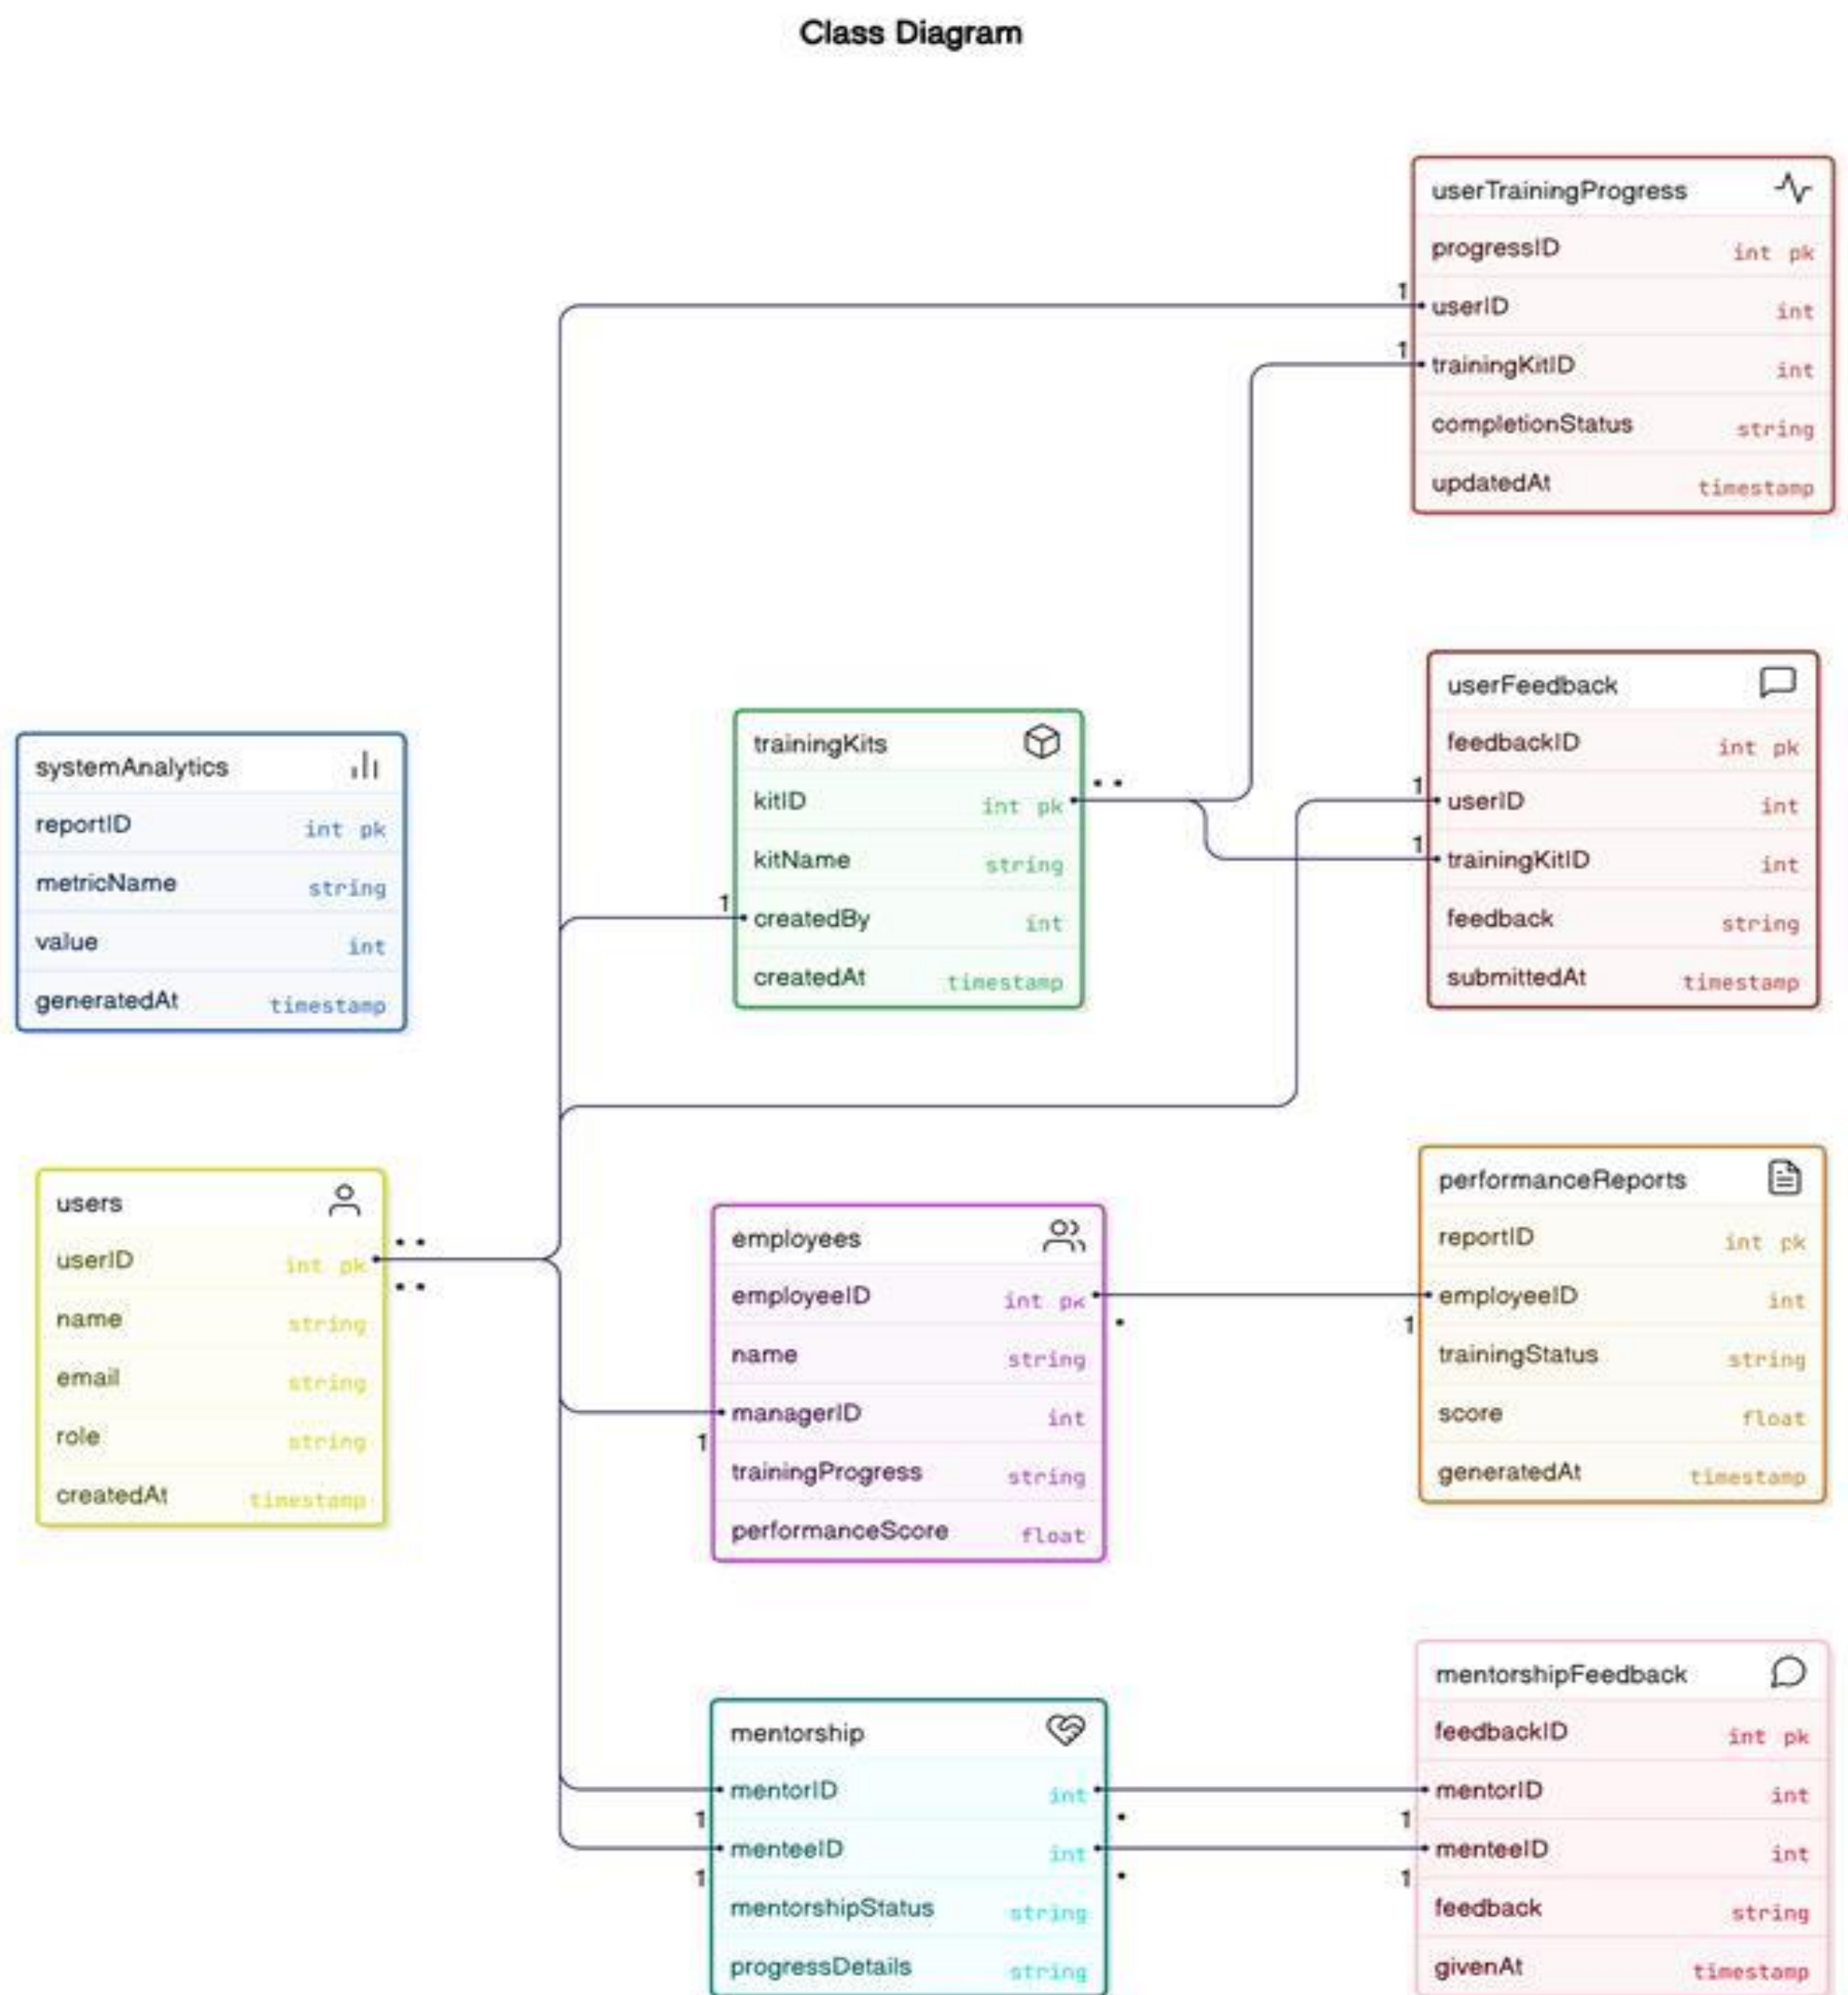 Class Diagram
userTrainingProgress
progressID int pk
1
userID int
1
trainingKitID int
completionStatus string
updatedAt timestamp
userFeedback
feedbackID int pk
1
userID int
1
trainingKitID int
feedback string
submittedAt timestamp
trainingKits
kitID int pk
kitName string
1
createdBy int
createdAt timestamp
systemAnalytics
reportID int pk
metricName string
value int
generatedAt timestamp
users
userID int pk
name string
email string
role string
createdAt timestamp
employees
employeeID int pk
name string
managerID int
1
trainingProgress string
performanceScore float
performanceReports
reportID int pk
employeeID int
1
trainingStatus string
score float
generatedAt timestamp
mentorship
mentorID int
1
menteeID int
1
mentorshipStatus string
progressDetails string
mentorshipFeedback
feedbackID int pk
mentorID int
1
menteeID int
1
feedback string
givenAt timestamp